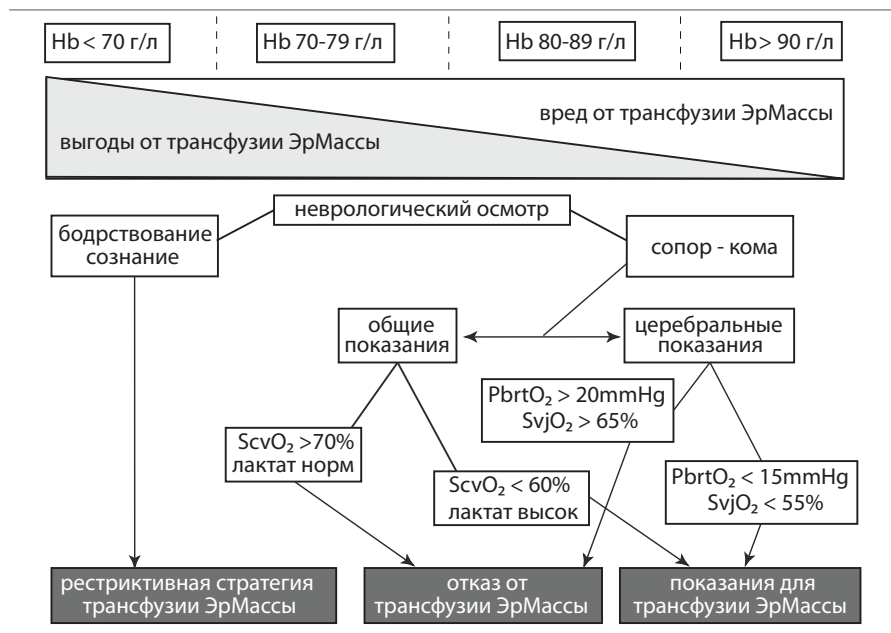 Hb < 70 г/л
Hb 70-79 г/л
Hb 80-89 г/л
Hb > 90 г/л
вред от трансфузии ЭрМассы
выгоды от трансфузии ЭрМассы
неврологический осмотр
бодрствование
сознание
сопор - кома
общие
показания
церебральные
показания
PbrtO₂ > 20mmHg
SvjO₂ > 65%
ScvO₂ >70%
лактат норм
ScvO₂ < 60%
лактат высок
PbrtO₂ < 15mmHg
SvjO₂ < 55%
рестриктивная стратегия
трансфузии ЭрМассы
отказ от
трансфузии ЭрМассы
показания для
трансфузии ЭрМассы